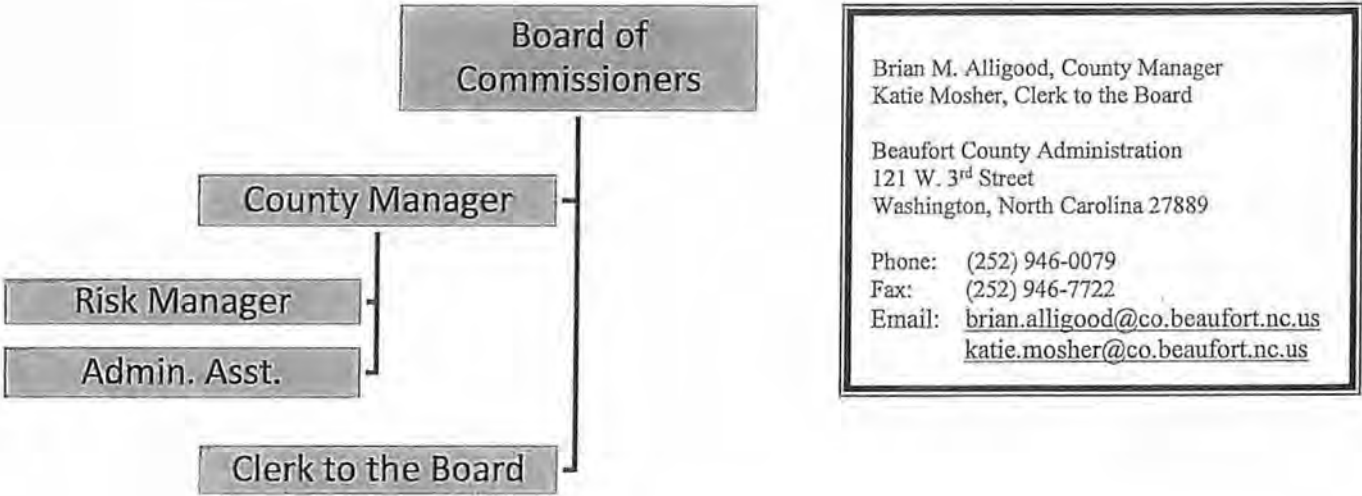 Board of
Commissioners
County Manager
Risk Manager
Admin. Asst.
Clerk to the Board
Brian M. Alligood, County Manager
Katie Mosher, Clerk to the Board
Beaufort County Administration
121 W. 3rd Street
Washington, North Carolina 27889
Phone: (252) 946-0079
Fax: (252) 946-7722
Email: brian.alligood@co.beaufort.nc.us
katie.mosher@co.beaufort.nc.us